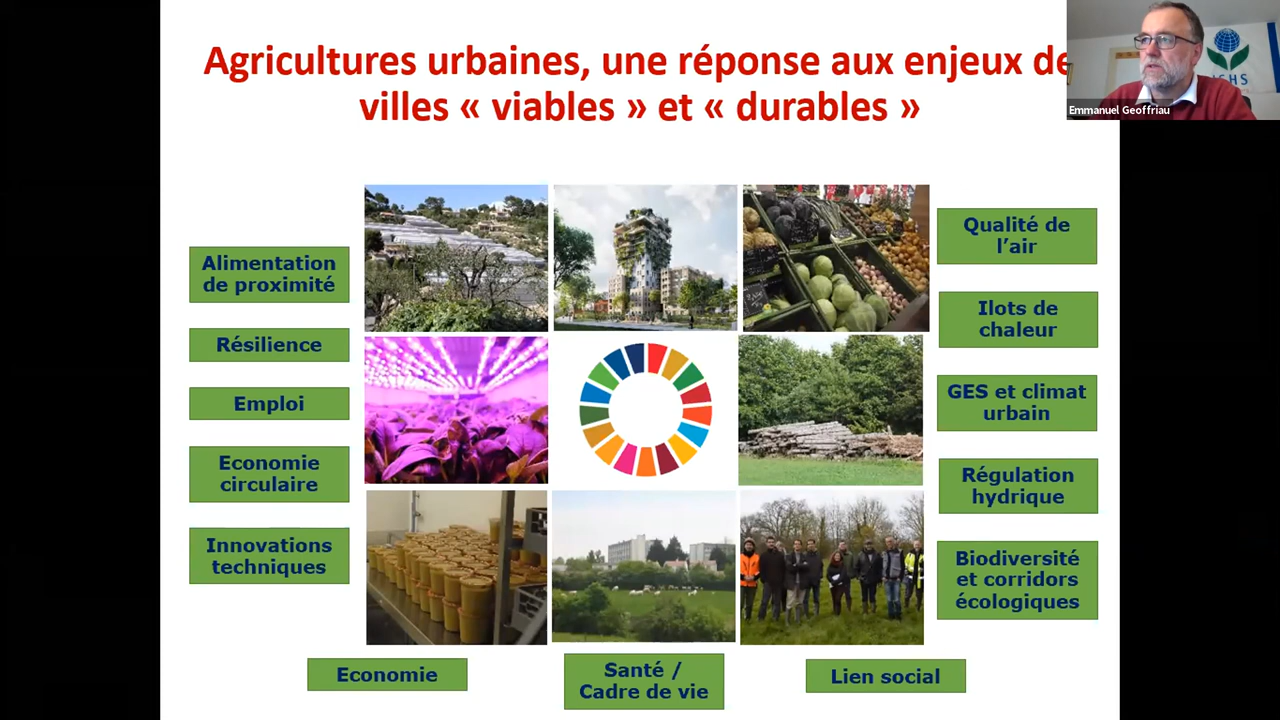 Agricultures urbaines, une réponse aux enjeux de
villes « viables » et « durables »
Emmanuel Geoffriau
Alimentation
de proximité
Résilience
Emploi
Economie
circulaire
Innovations
techniques
Qualité de
l’air
Ilots de
chaleur
GES et climat
urbain
Régulation
hydrique
Biodiversité
et corridors
écologiques
Economie
Santé /
Cadre de vie
Lien social